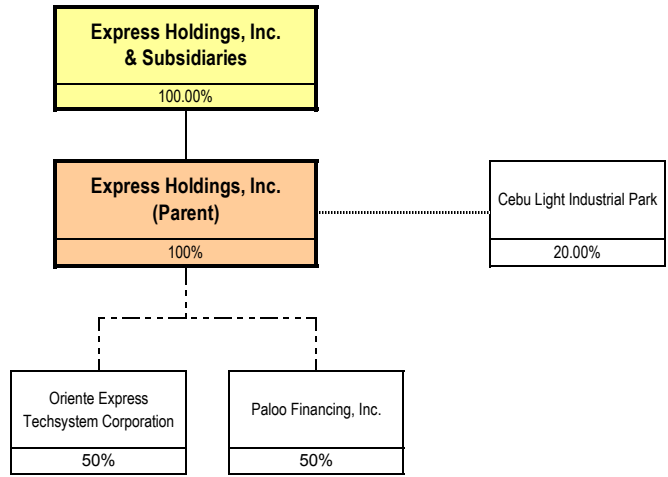 Express Holdings, Inc.
& Subsidiaries
100.00%
Express Holdings, Inc.
(Parent)
100%
Cebu Light Industrial Park
20.00%
Oriente Express
Techsystem Corporation
50%
Paloo Financing, Inc.
50%